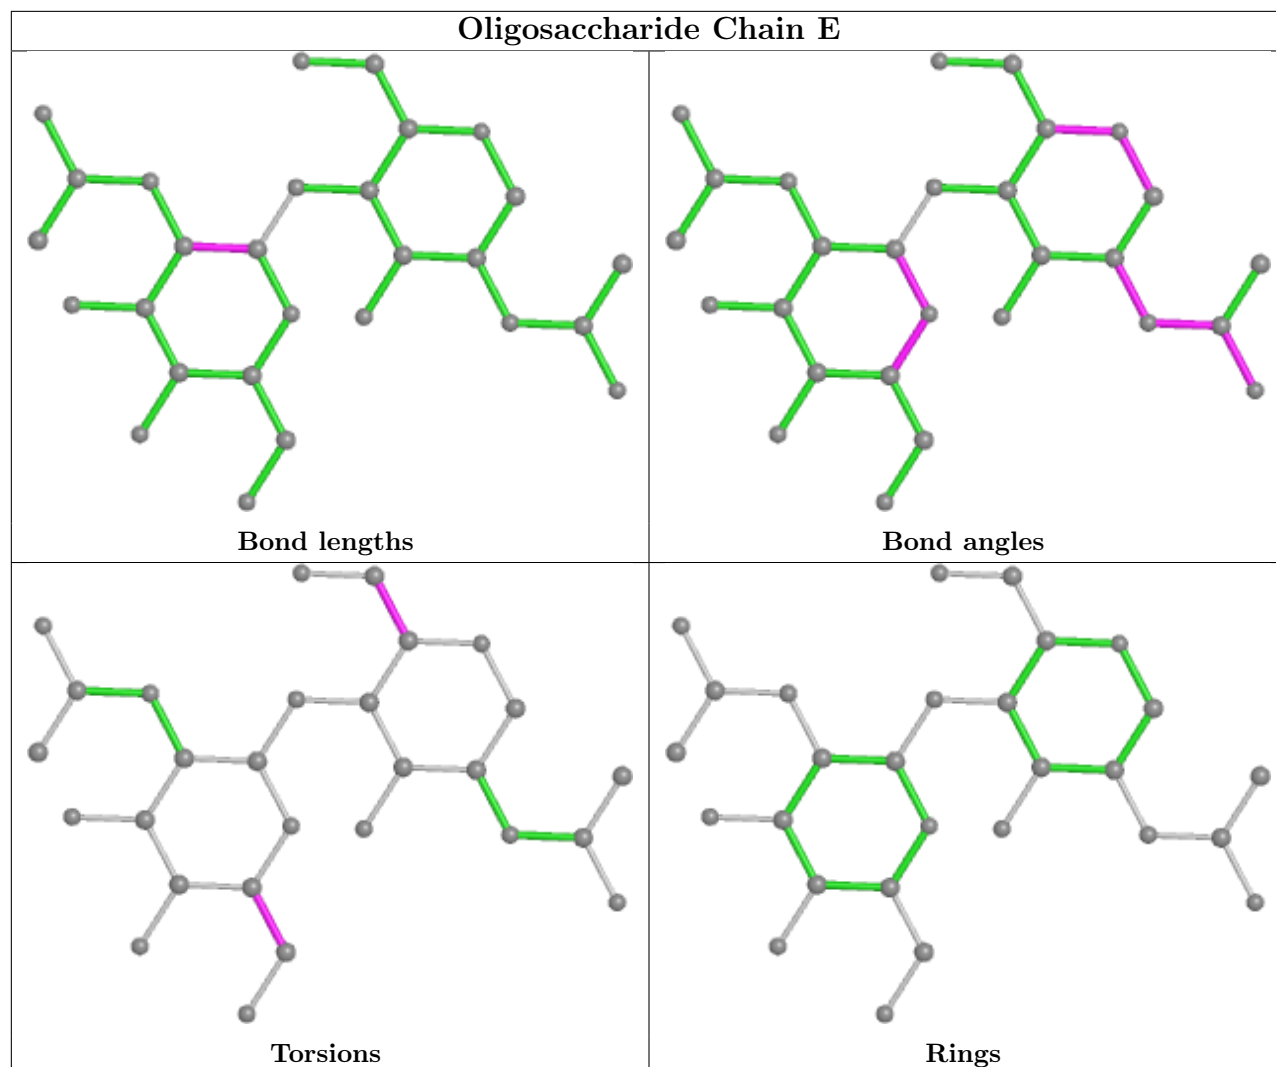 Oligosaccharide Chain E
Bond lengths
Bond angles
Torsions
Rings